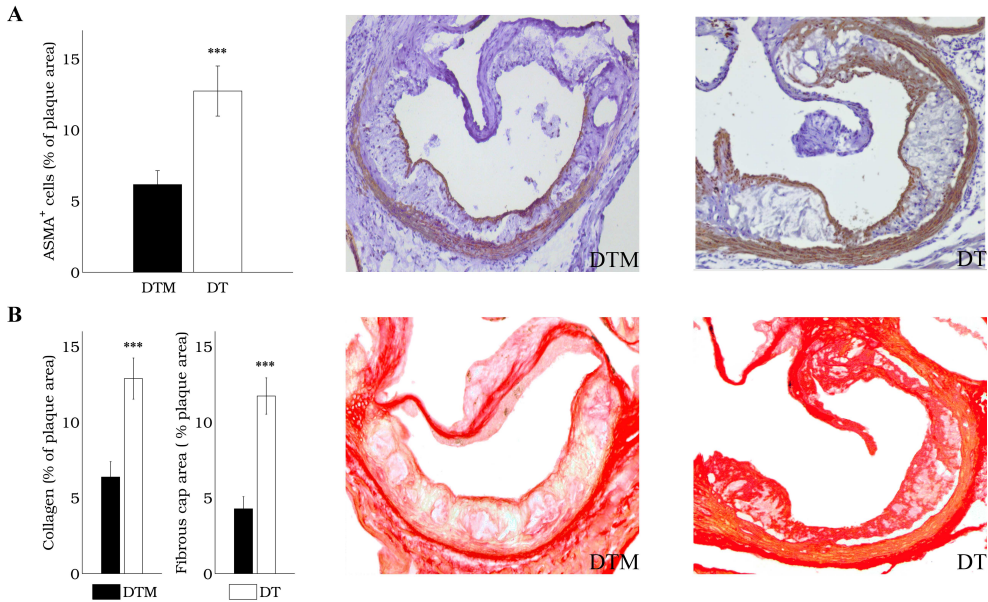 A
ASMA⁺ cells (% of plaque area)
15
10
5
0
***
DTM
DT
DTM
DT
B
Collagen (% of plaque area)
15
10
5
0
***
Fibrous cap area ( % plaque area)
15
10
5
0
***
DTM
DT
DTM
DT